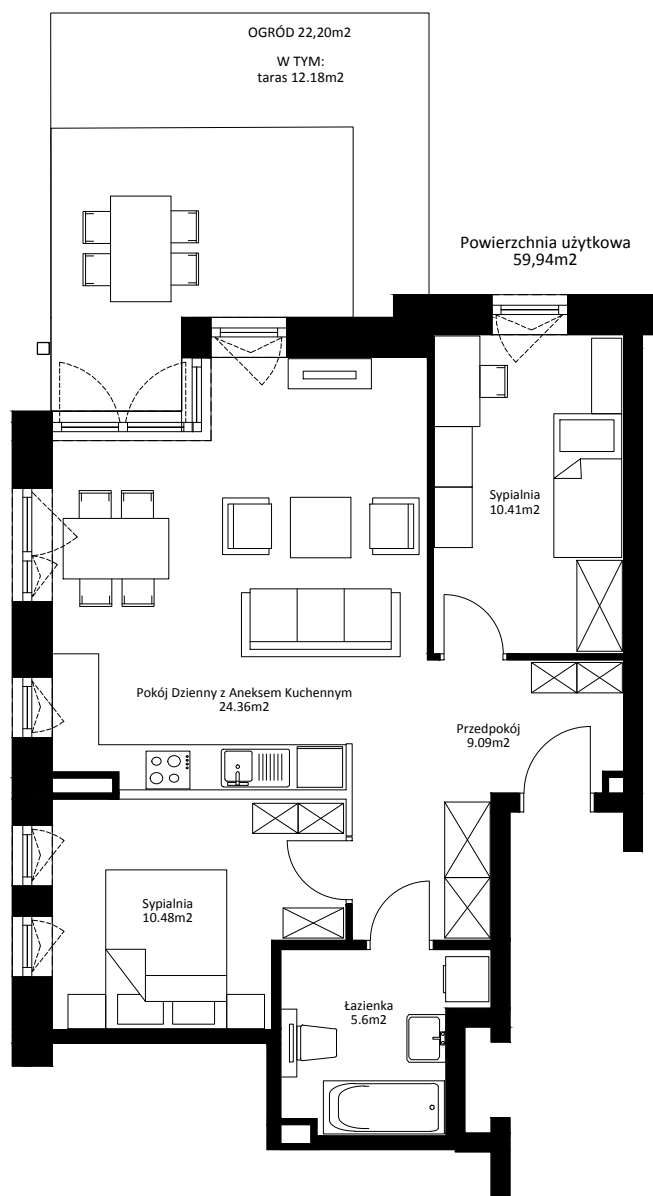 OGRÓD 22,20m2
W TYM:
taras 12.18m2
Powierzchnia użytkowa
59,94m2
Sypialnia
10.41m2
Pokój Dzienny z Aneksem Kuchennym
24.36m2
Przedpokój
9.09m2
Sypialnia
10.48m2
Łazienka
5.6m2